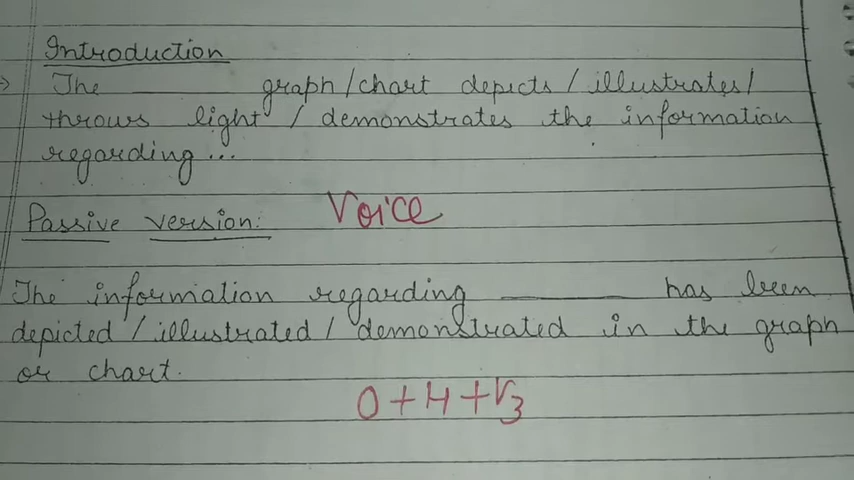 Introduction
The ______ graph/chart depicts/illustrates/
throws light / demonstrates the information
regarding...
Passive version: Voice
The information regarding ______ has been
depicted/illustrated/demonstrated in the graph
or chart.
O+H+V3